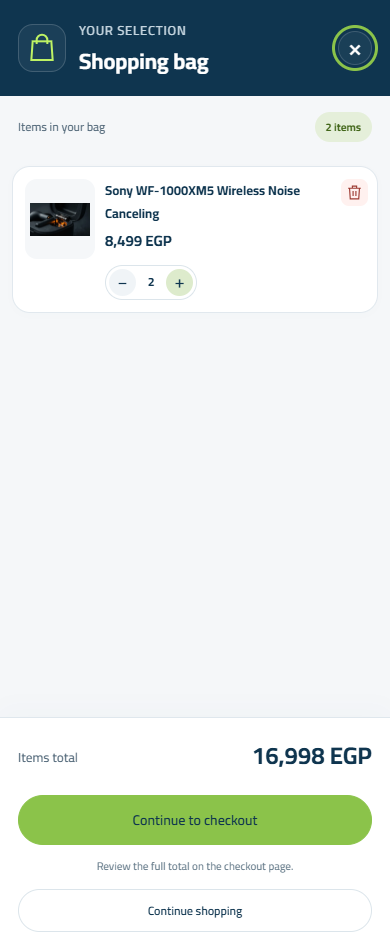 YOUR SELECTION
Shopping bag
Items in your bag
2 items
Sony WF-1000XM5 Wireless Noise
Canceling
8,499 EGP
− 2 +
Items total
16,998 EGP
Continue to checkout
Review the full total on the checkout page.
Continue shopping